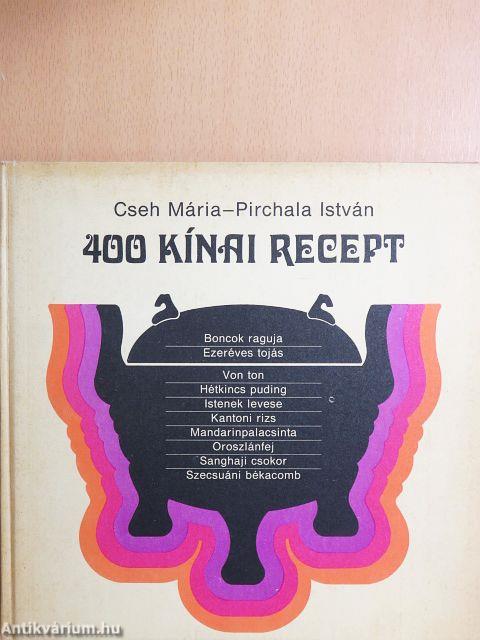 Cseh Mária–Pirchala István
400 KÍNAI RECEPT
Boncok raguja
Ezeréves tojás
Von ton
Hétkincs puding
Istenek levese
Kantoni rizs
Mandarinpalacsinta
Oroszlánfej
Sanghaji csokor
Szecsuáni békacomb
Antikvárium.hu